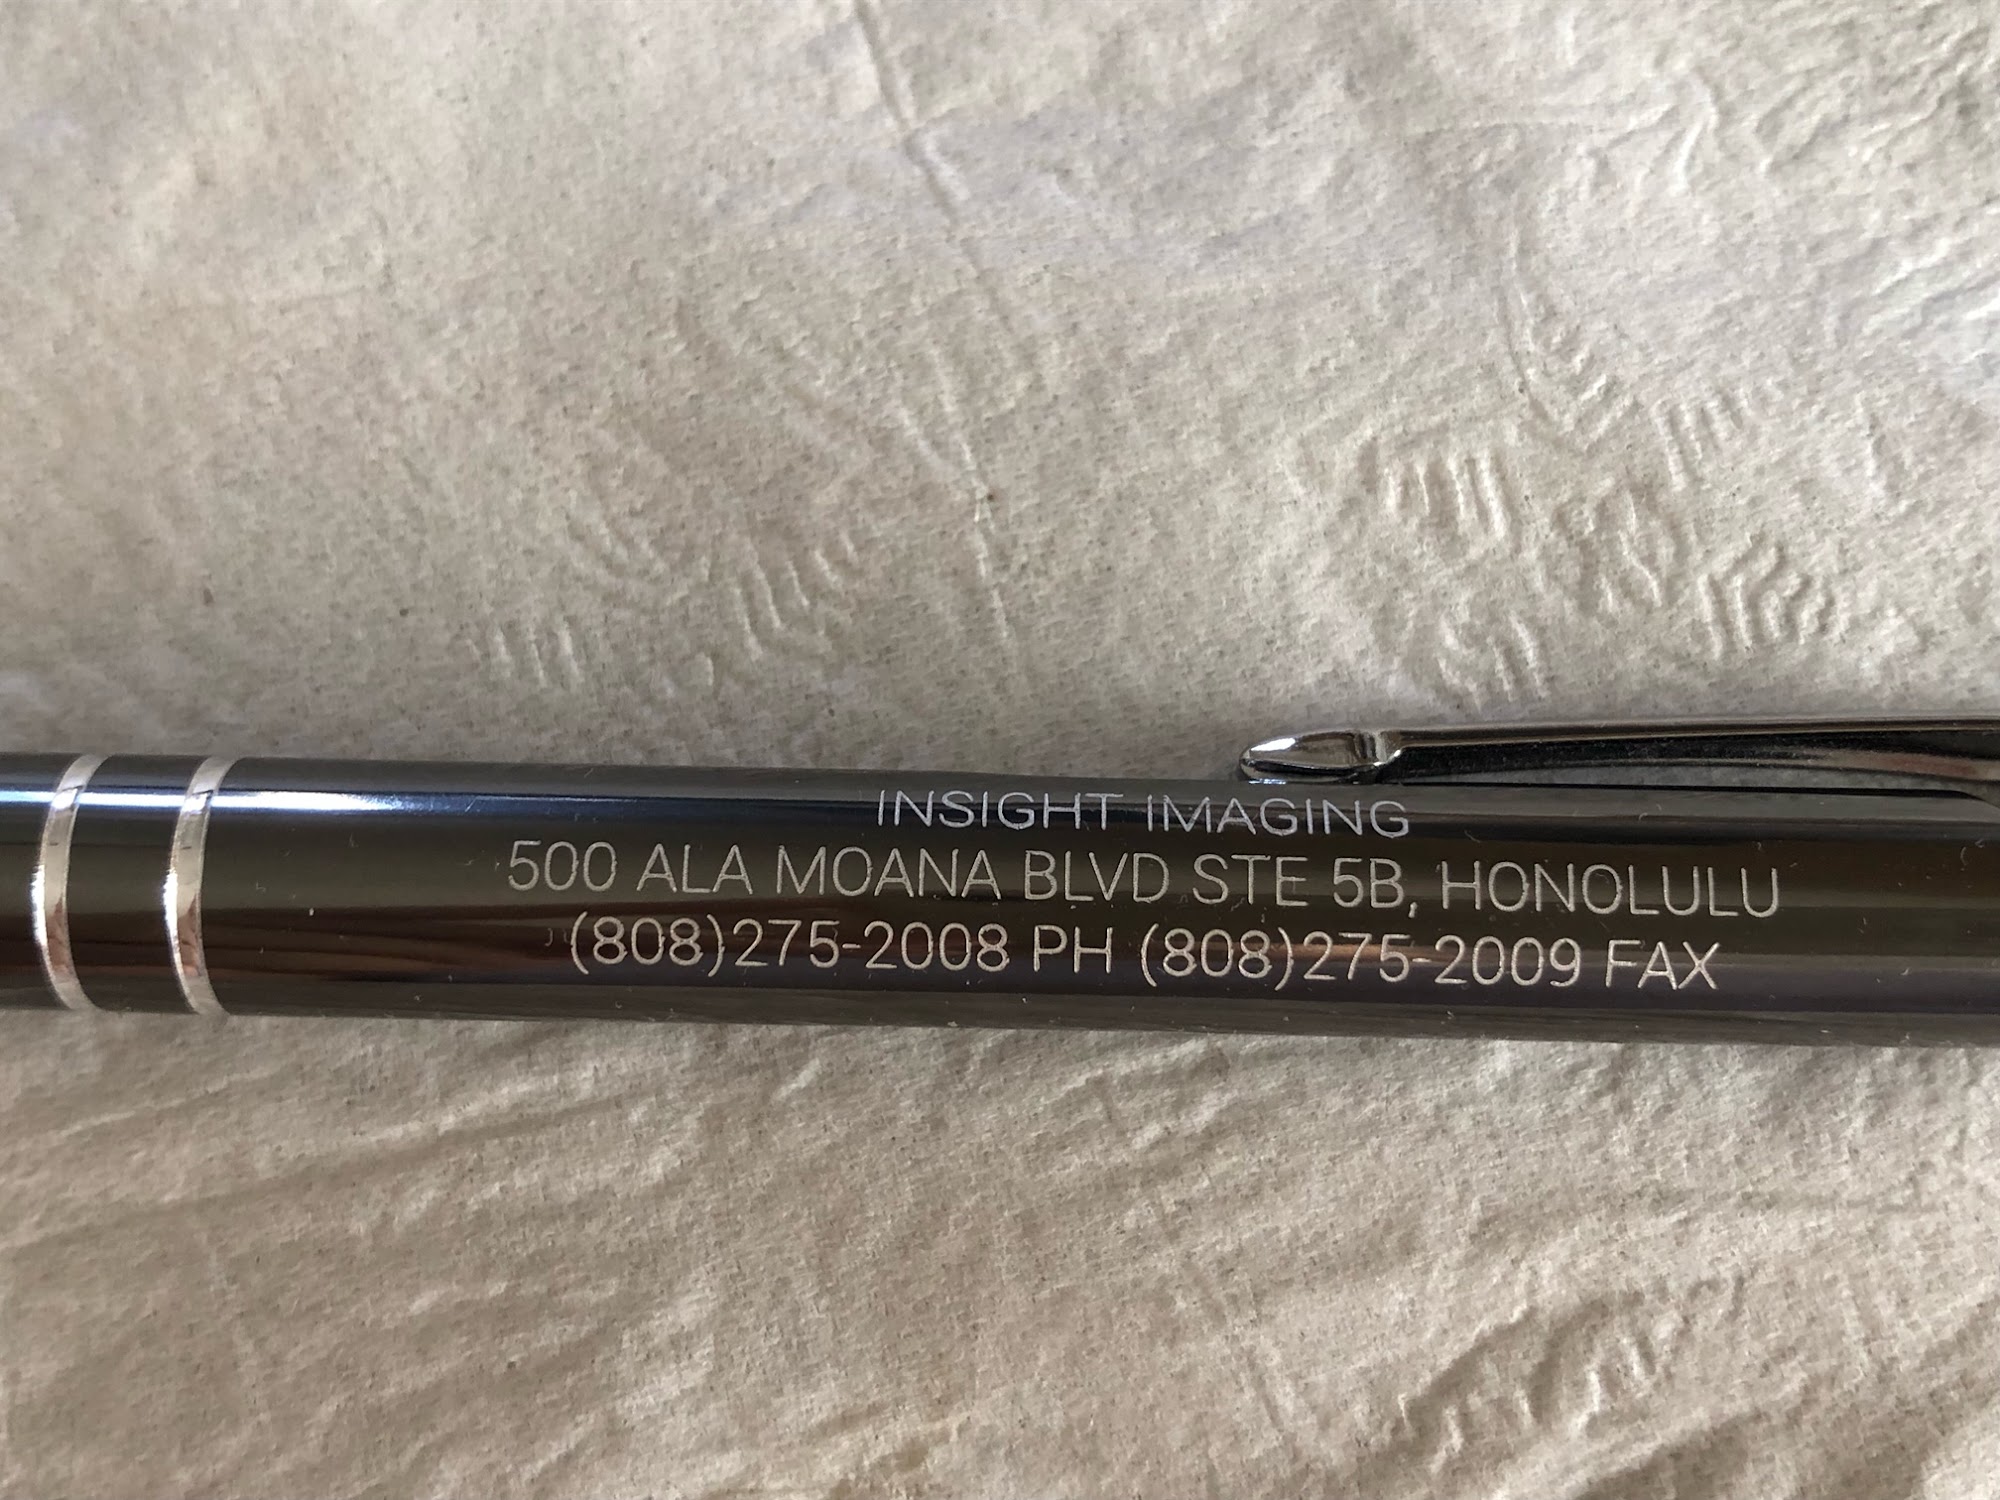 INSIGHT IMAGING
500 ALA MOANA BLVD STE 5B, HONOLULU
(808)275-2008 PH (808)275-2009 FAX